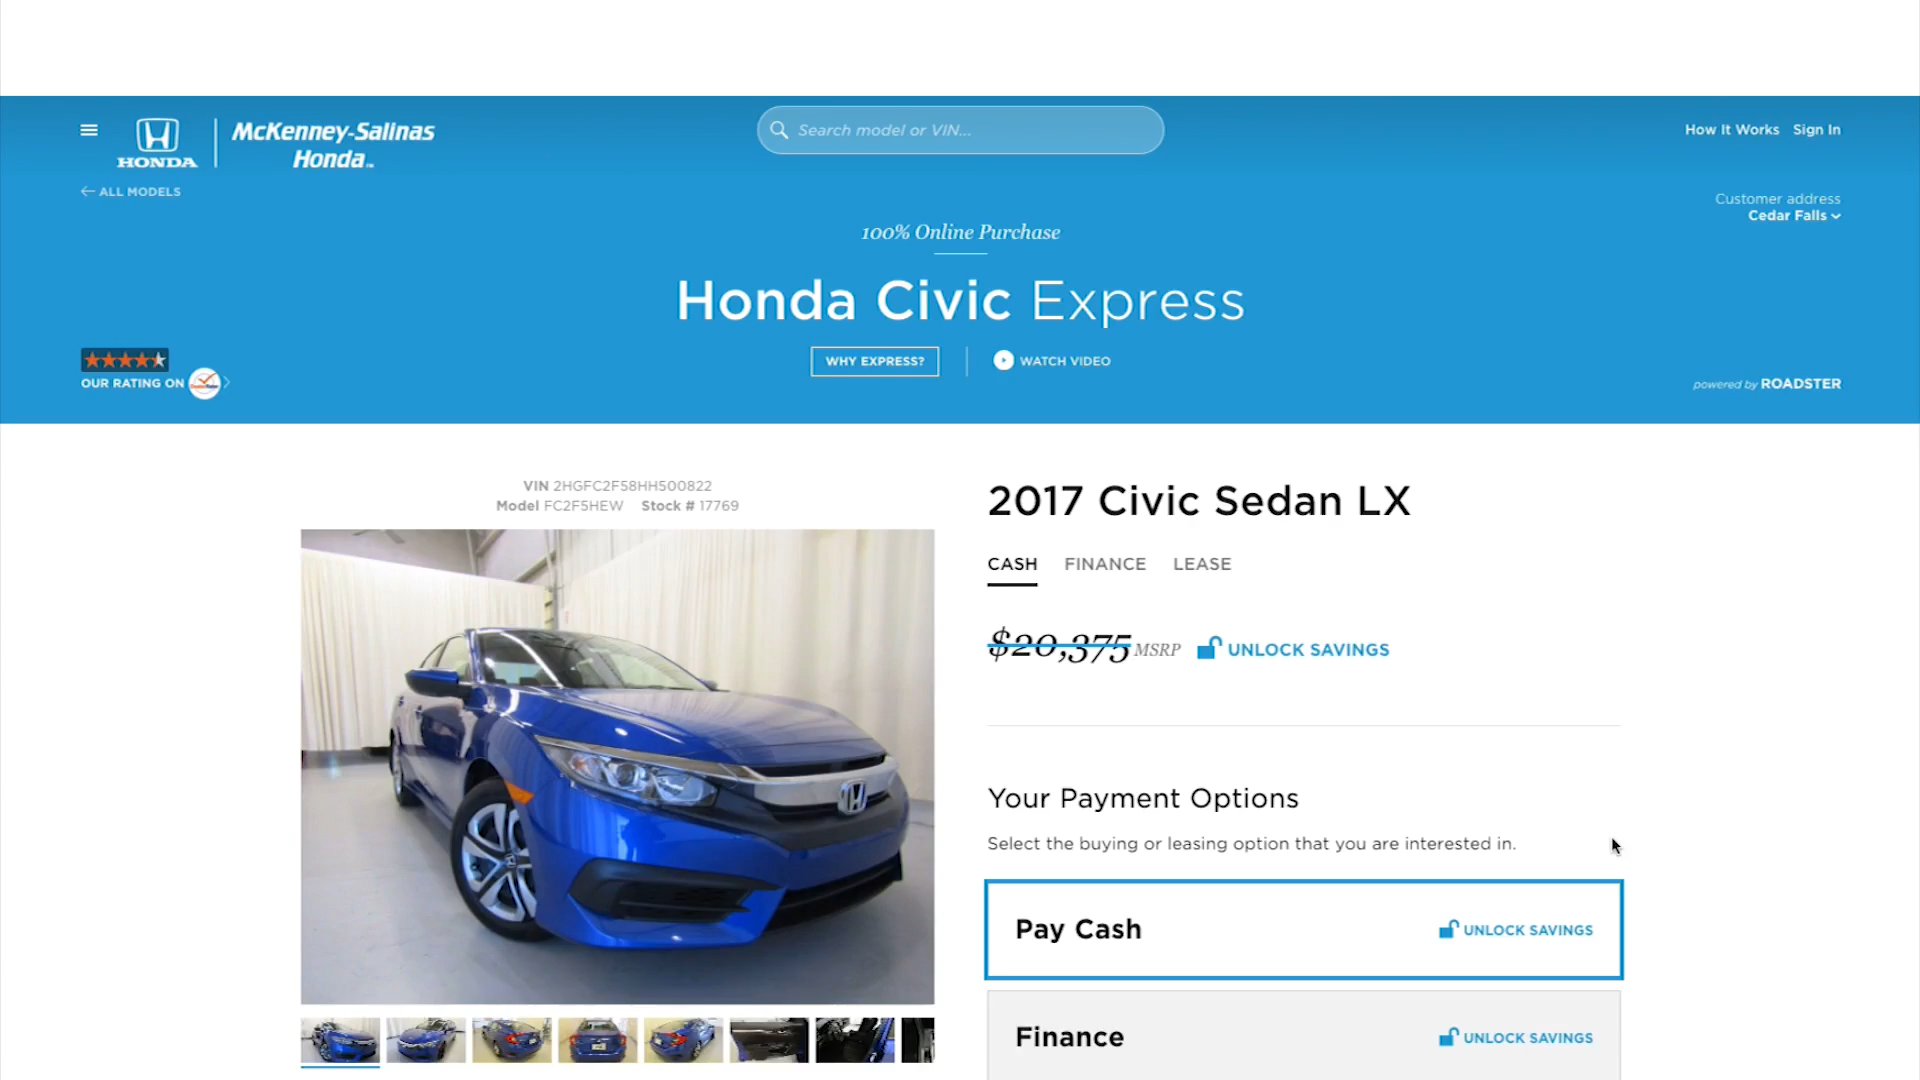 HONDA
McKenney-Salinas
Honda™
Search model or VIN...
How It Works
Sign In
ALL MODELS
Customer address
Cedar Falls
100% Online Purchase
Honda Civic Express
WHY EXPRESS?
WATCH VIDEO
OUR RATING ON
powered by ROADSTER
VIN 2HGFC2F58HH500822
Model FC2F5HEW Stock # 17769
2017 Civic Sedan LX
CASH FINANCE LEASE
$20,375 MSRP UNLOCK SAVINGS
Your Payment Options
Select the buying or leasing option that you are interested in.
Pay Cash
UNLOCK SAVINGS
Finance
UNLOCK SAVINGS